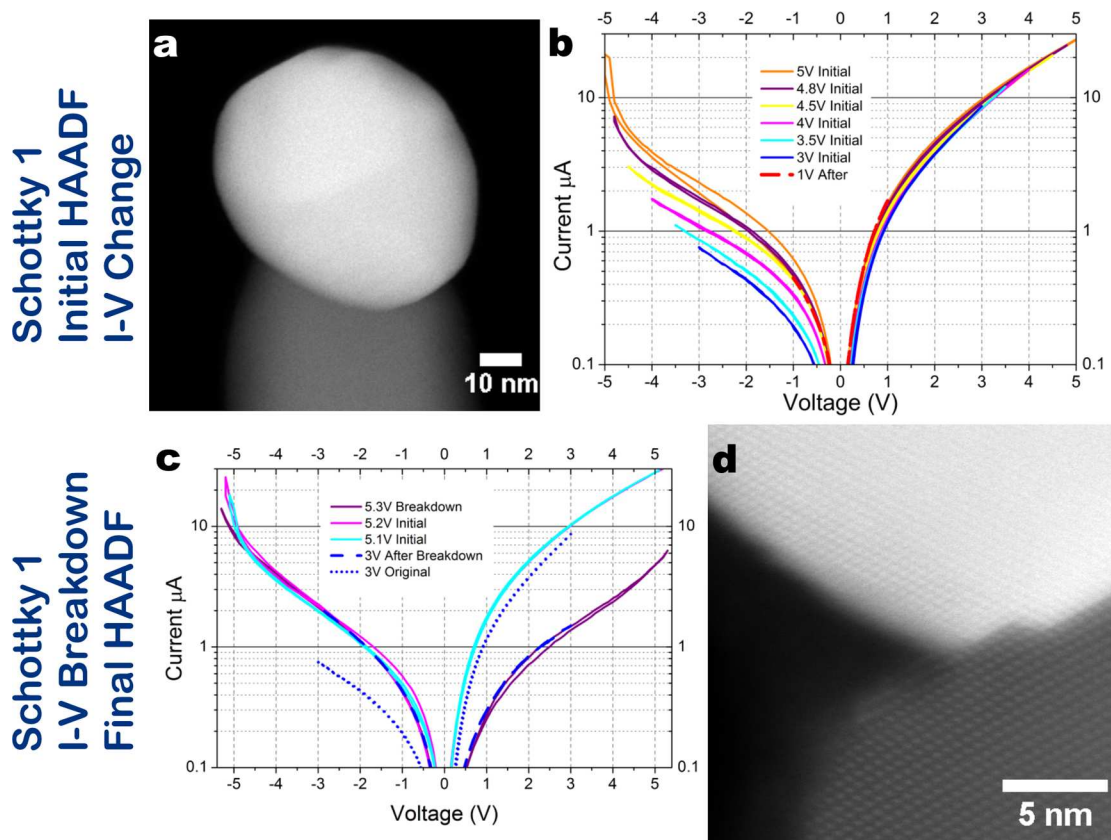 Schottky 1
Initial HAADF
I-V Change
a
10 nm
b
-5 -4 -3 -2 -1 0 1 2 3 4 5
10
1
0.1
Current µA
5V Initial
4.8V Initial
4.5V Initial
4V Initial
3.5V Initial
3V Initial
1V After
10
1
0.1
-5 -4 -3 -2 -1 0 1 2 3 4 5
Voltage (V)
Schottky 1
I-V Breakdown
Final HAADF
c
-5 -4 -3 -2 -1 0 1 2 3 4 5
10
1
0.1
Current µA
5.3V Breakdown
5.2V Initial
5.1V Initial
3V After Breakdown
3V Original
10
1
0.1
-5 -4 -3 -2 -1 0 1 2 3 4 5
Voltage (V)
d
5 nm